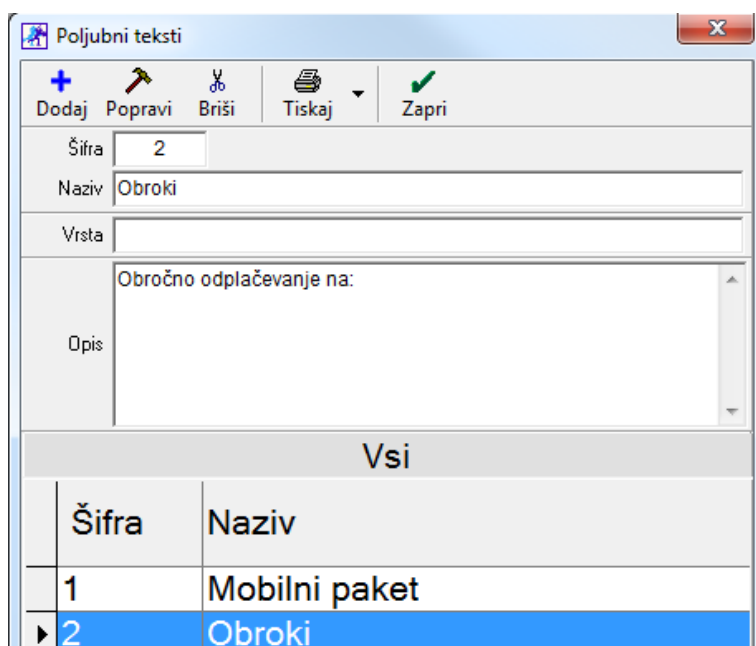 Poljubni teksti
Dodaj Popravi Briši Tiskaj Zapri
Šifra 2
Naziv Obroki
Vrsta
Obročno odplačevanje na:
Opis
Vsi
Šifra Naziv
1 Mobilni paket
2 Obroki